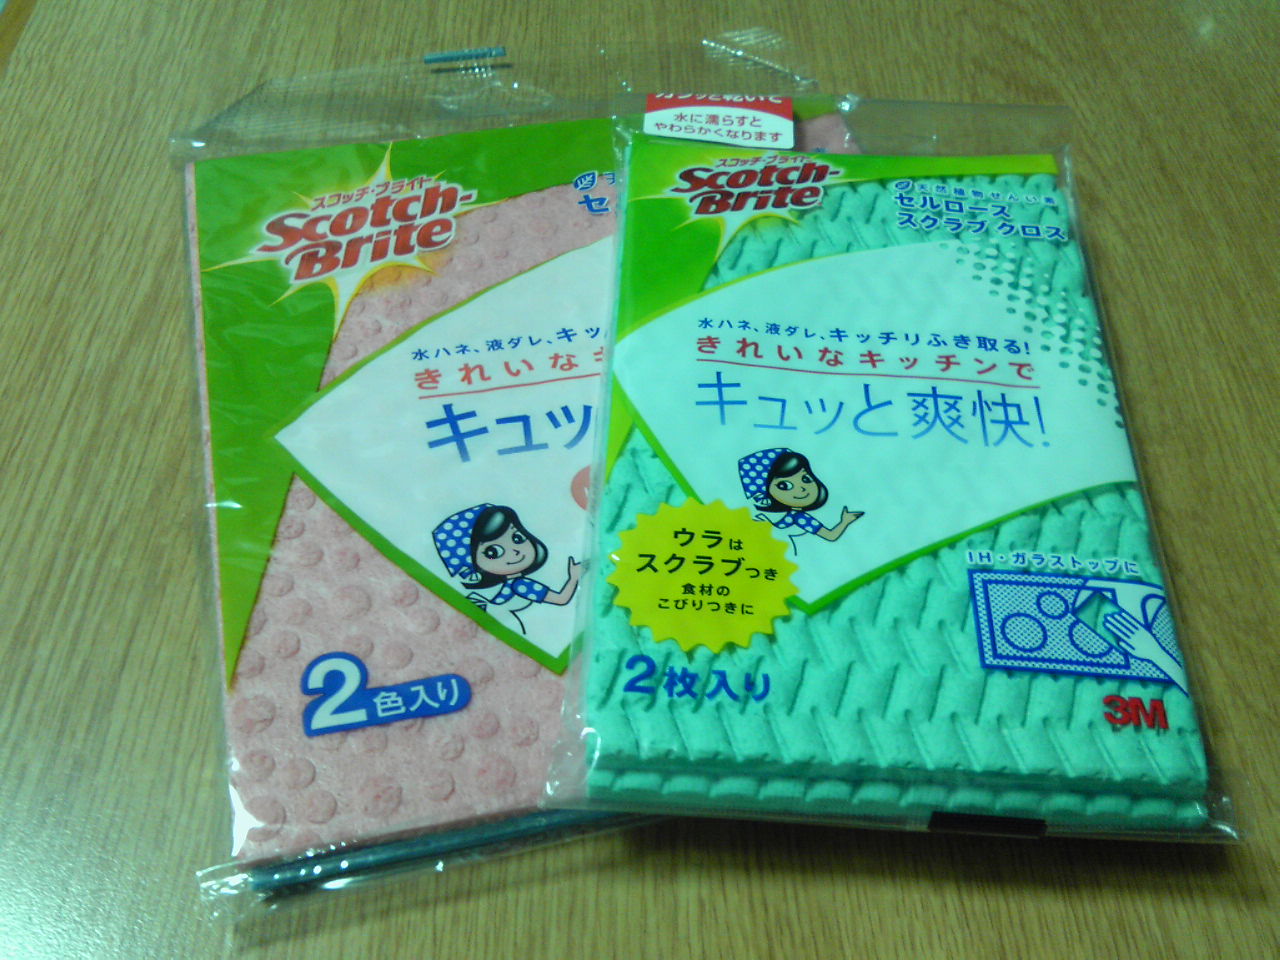 スコッチ・ブライト
Scotch-
Brite
セ
水ハネ、液ダレ、キッ
きれいな
キュッ
2色入り
水に濡らすと
やわらかくなります
スコッチ・ブライト
Scotch-
Brite
天然植物せんい素
セルロース
スクラブクロス
水ハネ、液ダレ、キッチリふき取る!
きれいなキッチンで
キュッと爽快!
ウラは
スクラブつき
食材の
こびりつきに
IH・ガラストップに
2枚入り
3M